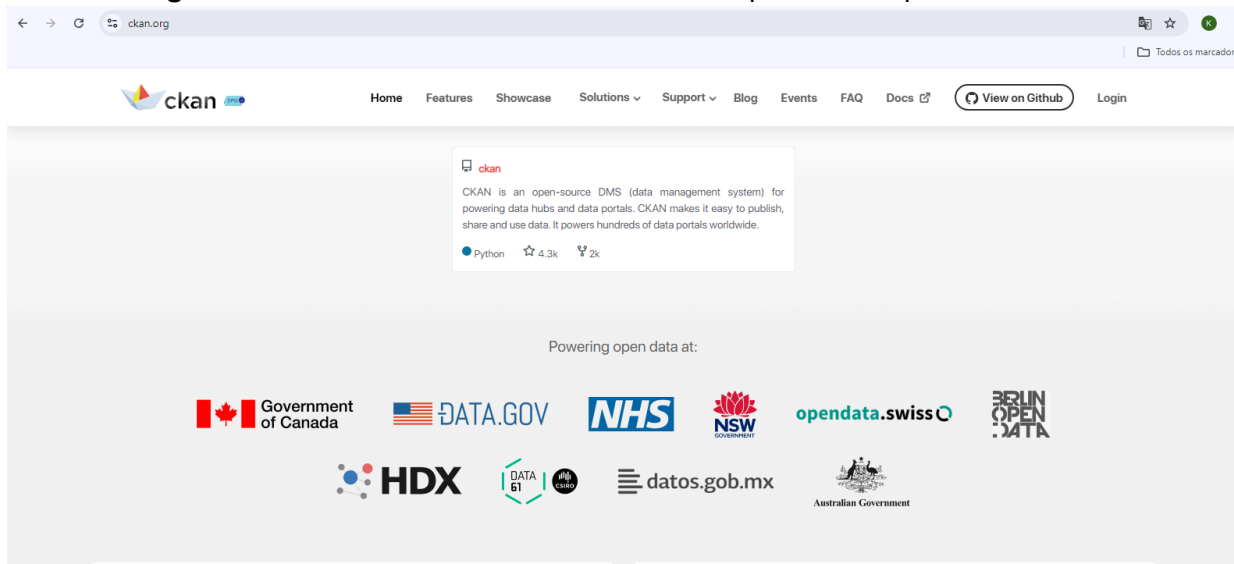 ckan.org
K
Todos os marcador
ckan
Home Features Showcase Solutions Support Blog Events FAQ Docs View on Github Login
ckan
CKAN is an open-source DMS (data management system) for
powering data hubs and data portals. CKAN makes it easy to publish,
share and use data. It powers hundreds of data portals worldwide.
Python 4.3k 2k
Powering open data at:
Government
of Canada
DATA.GOV
NHS
NSW
GOVERNMENT
opendata.swiss
BERLIN
OPEN
:DATA
HDX
DATA
61
CSIRO
datos.gob.mx
Australian Government